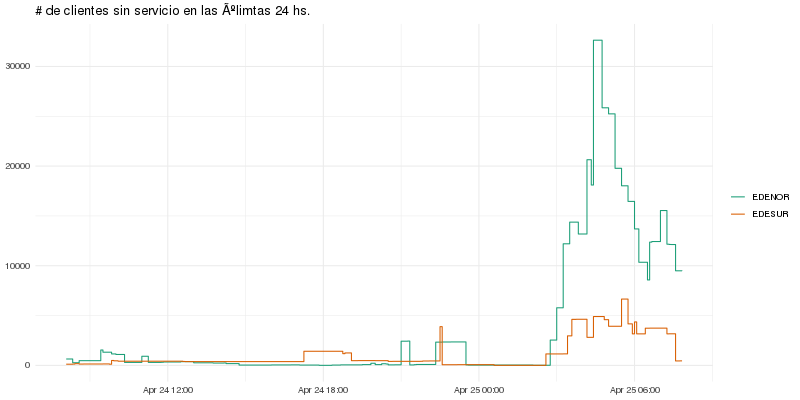 # de clientes sin servicio en las Ãºlimtas 24 hs.
30000
20000
10000
0
Apr 24 12:00
Apr 24 18:00
Apr 25 00:00
Apr 25 06:00
EDENOR
EDESUR